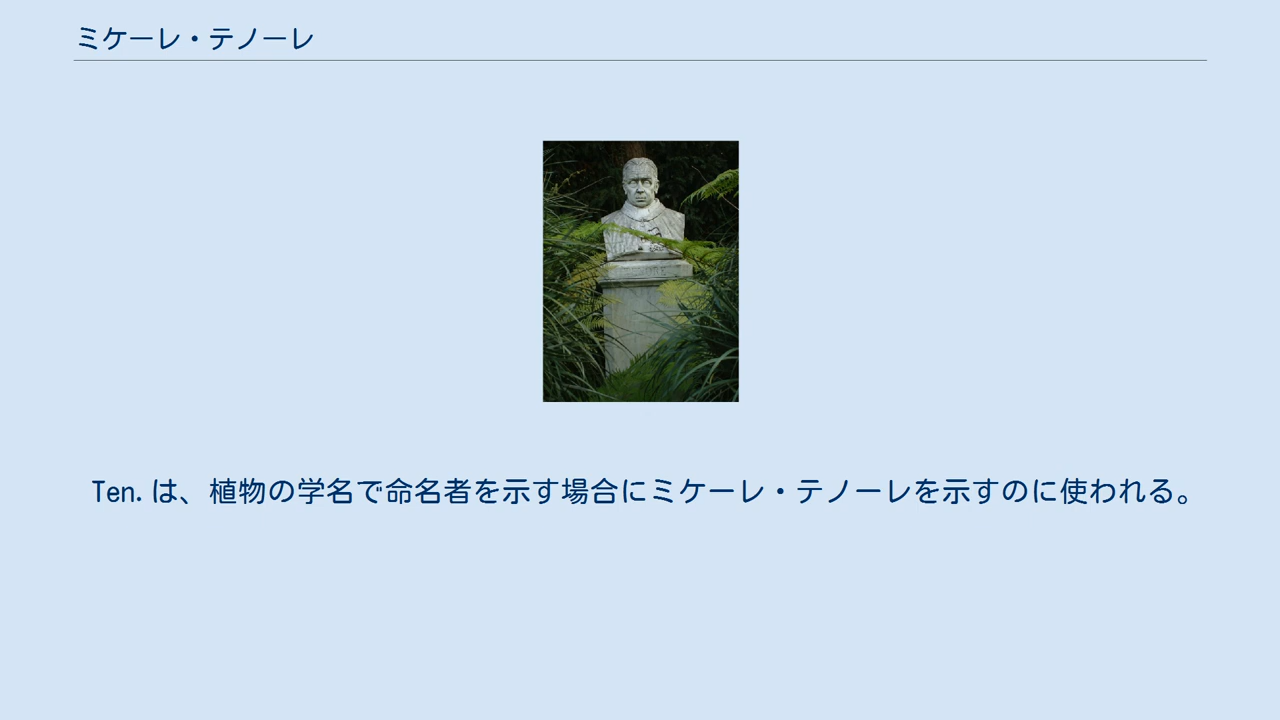 ミケーレ・テノーレ
Ten. は、植物の学名で命名者を示す場合にミケーレ・テノーレを示すのに使われる。